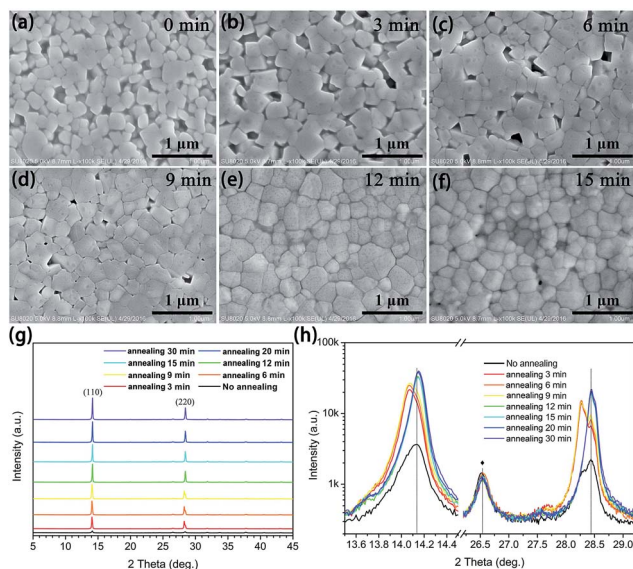 (a) 0 min
1 μm
(b) 3 min
1 μm
(c) 6 min
1 μm
(d) 9 min
1 μm
(e) 12 min
1 μm
(f) 15 min
1 μm
(g)
annealing 30 min annealing 20 min
annealing 15 min annealing 12 min
annealing 9 min annealing 6 min
annealing 3 min No annealing
(110)
(220)
Intensity (a.u.)
5 10 15 20 25 30 35 40 45
2 Theta (deg.)
(h)
100k
10k
1k
Intensity (a.u.)
No annealing
annealing 3 min
annealing 6 min
annealing 9 min
annealing 12 min
annealing 15 min
annealing 20 min
annealing 30 min
13.8 14.0 14.2 14.4 26.5 27.0 27.5 28.0 28.5 29.0
2 Theta (deg.)